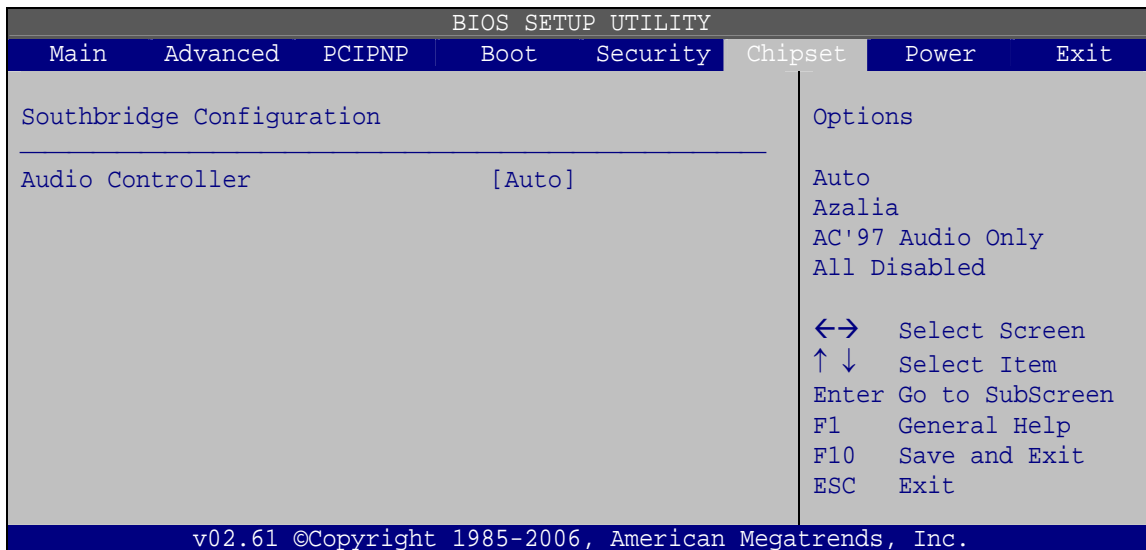 BIOS SETUP UTILITY
Main Advanced PCIPNP Boot Security Chipset Power Exit
Southbridge Configuration
Audio Controller [Auto]
Options
Auto
Azalia
AC'97 Audio Only
All Disabled
←→ Select Screen
↑ ↓ Select Item
Enter Go to SubScreen
F1 General Help
F10 Save and Exit
ESC Exit
v02.61 ©Copyright 1985-2006, American Megatrends, Inc.